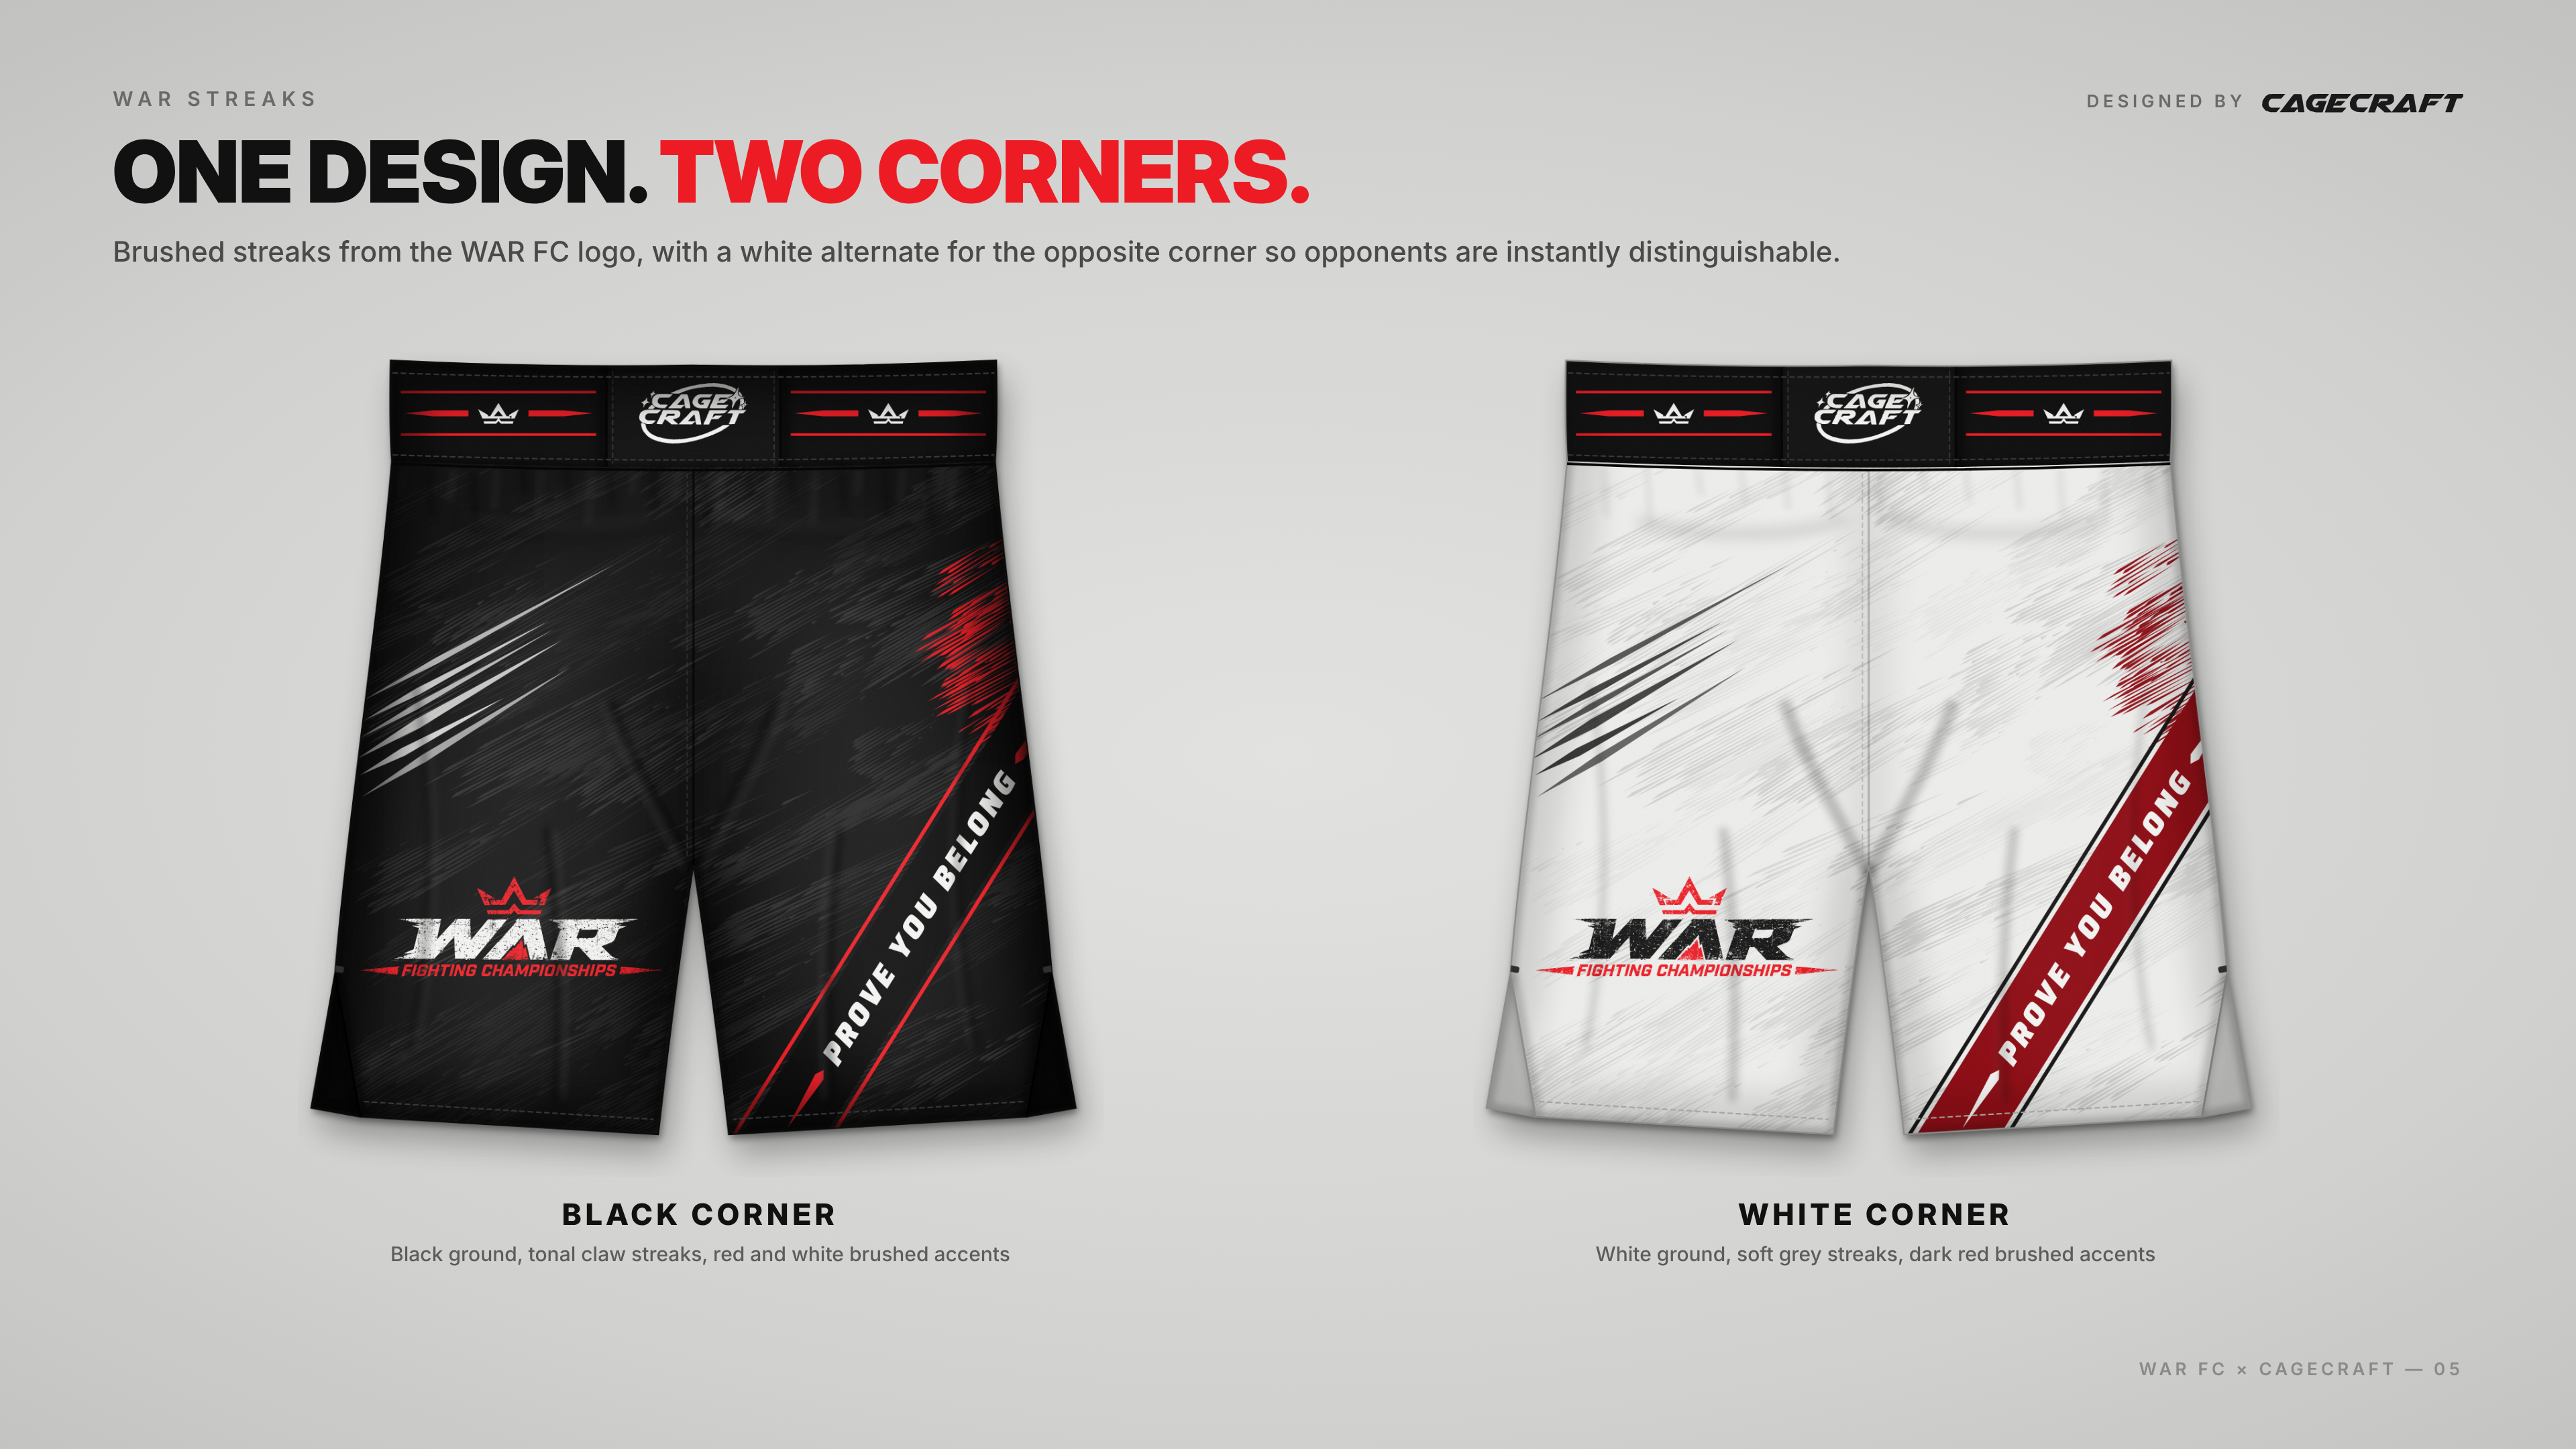 WAR STREAKS
DESIGNED BY CAGECRAFT
ONE DESIGN. TWO CORNERS.
Brushed streaks from the WAR FC logo, with a white alternate for the opposite corner so opponents are instantly distinguishable.
CAGE
CRAFT
PROVE YOU BELONG
WAR
FIGHTING CHAMPIONSHIPS
CAGE
CRAFT
PROVE YOU BELONG
WAR
FIGHTING CHAMPIONSHIPS
BLACK CORNER
Black ground, tonal claw streaks, red and white brushed accents
WHITE CORNER
White ground, soft grey streaks, dark red brushed accents
WAR FC × CAGECRAFT — 05